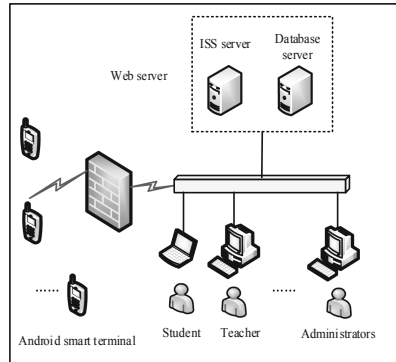 ISS server
Database
server
Web server
......
......
Android smart terminal
Student
Teacher
Administrators